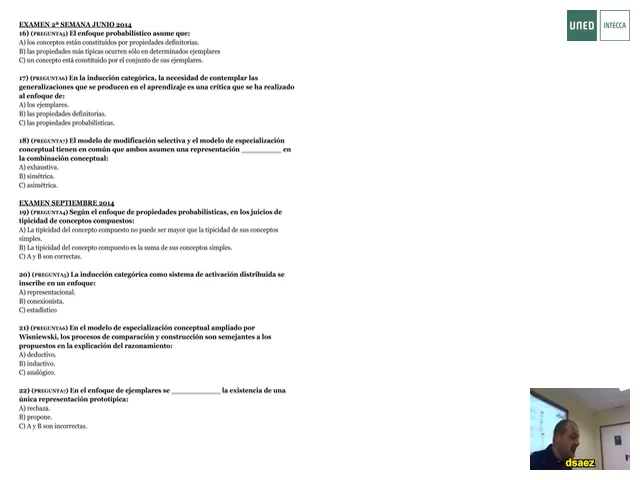 EXAMEN 2ª SEMANA JUNIO 2014
16) (PREGUNTA5) El enfoque probabilístico asume que:
A) los conceptos están constituidos por propiedades definitorias.
B) las propiedades más típicas ocurren sólo en determinados ejemplares
C) un concepto está constituido por el conjunto de sus ejemplares.
17) (PREGUNTA6) En la inducción categórica, la necesidad de contemplar las
generalizaciones que se producen en el aprendizaje es una crítica que se ha realizado
al enfoque de:
A) los ejemplares.
B) las propiedades definitorias.
C) las propiedades probabilísticas.
18) (PREGUNTA7) El modelo de modificación selectiva y el modelo de especialización
conceptual tienen en común que ambos asumen una representación __________ en
la combinación conceptual:
A) exhaustiva.
B) simétrica.
C) asimétrica.
EXAMEN SEPTIEMBRE 2014
19) (PREGUNTA4) Según el enfoque de propiedades probabilísticas, en los juicios de
tipicidad de conceptos compuestos:
A) La tipicidad del concepto compuesto no puede ser mayor que la tipicidad de sus conceptos
simples.
B) La tipicidad del concepto compuesto es la suma de sus conceptos simples.
C) A y B son correctas.
20) (PREGUNTA5) La inducción categórica como sistema de activación distribuida se
inscribe en un enfoque:
A) representacional.
B) conexionista.
C) estadístico
21) (PREGUNTA6) En el modelo de especialización conceptual ampliado por
Wisniewski, los procesos de comparación y construcción son semejantes a los
propuestos en la explicación del razonamiento:
A) deductivo.
B) inductivo.
C) analógico.
22) (PREGUNTA7) En el enfoque de ejemplares se ____________ la existencia de una
única representación prototípica:
A) rechaza.
B) propone.
C) A y B son incorrectas.
UNED INTECCA
dsaez